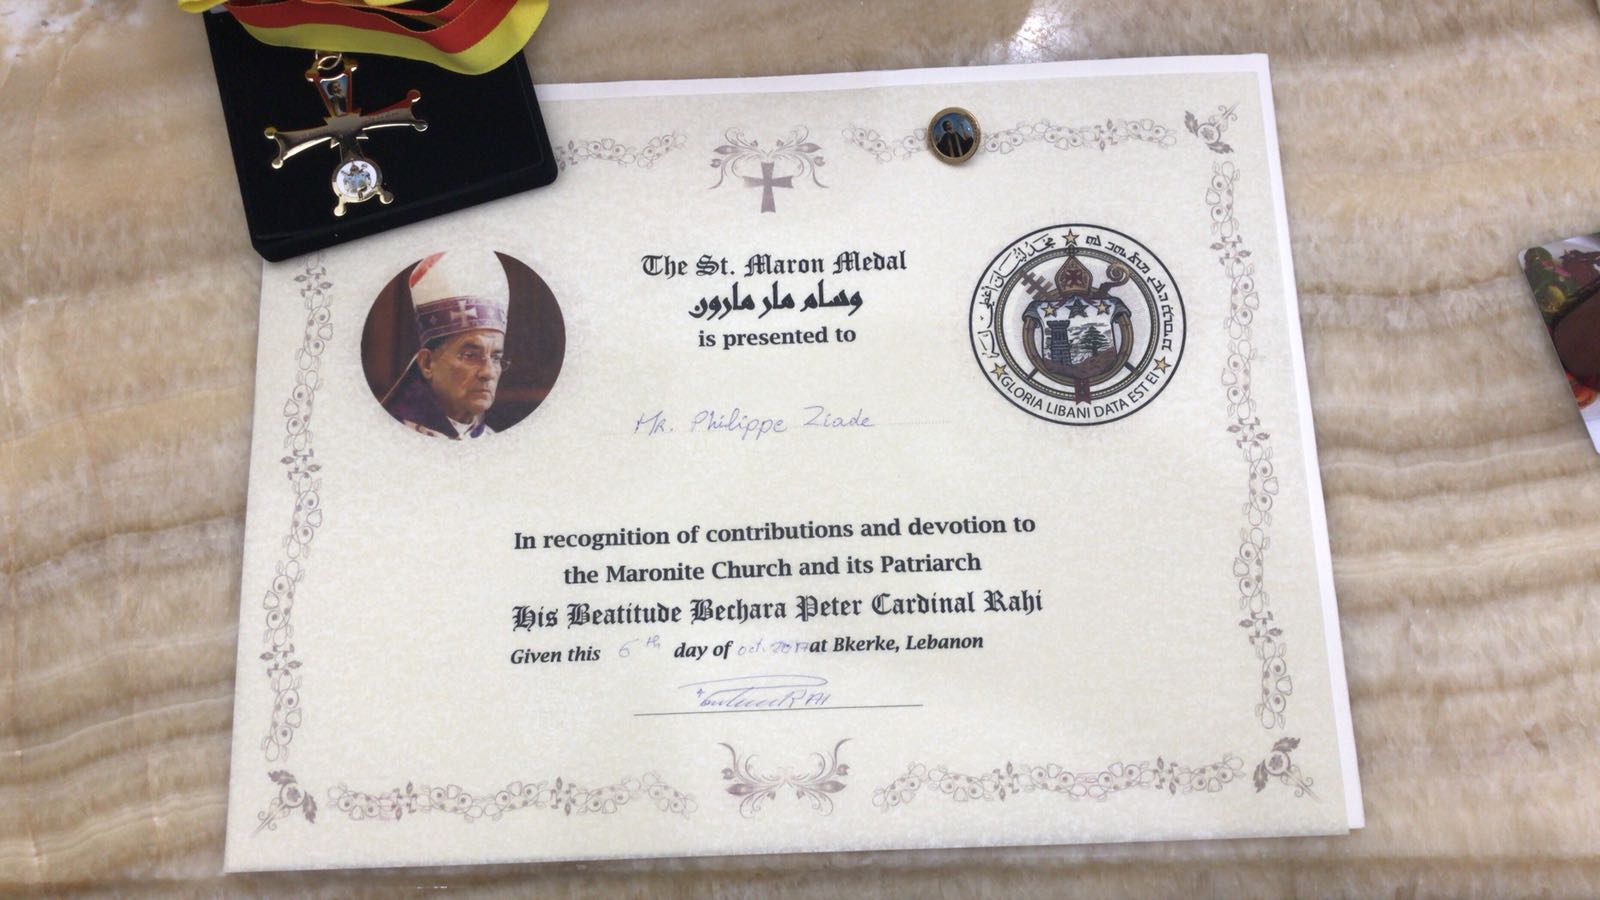 The St. Maron Medal
وسام مار مارون
is presented to
Mr. Philippe Ziade
GLORIA LIBANI DATA EST EI
In recognition of contributions and devotion to
the Maronite Church and its Patriarch
His Beatitude Bechara Peter Cardinal Rahi
Given this 6th day of oct. 2017 at Bkerke, Lebanon